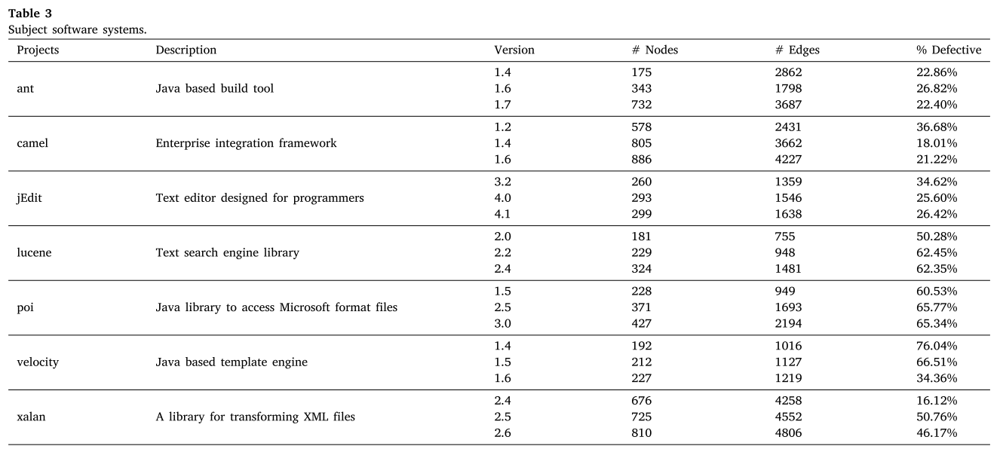 Table 3
Subject software systems.
Projects Description Version # Nodes # Edges % Defective
1.4 175 2862 22.86%
ant Java based build tool 1.6 343 1798 26.82%
1.7 732 3687 22.40%
1.2 578 2431 36.68%
camel Enterprise integration framework 1.4 805 3662 18.01%
1.6 886 4227 21.22%
3.2 260 1359 34.62%
jEdit Text editor designed for programmers 4.0 293 1546 25.60%
4.1 299 1638 26.42%
2.0 181 755 50.28%
lucene Text search engine library 2.2 229 948 62.45%
2.4 324 1481 62.35%
1.5 228 949 60.53%
poi Java library to access Microsoft format files 2.5 371 1693 65.77%
3.0 427 2194 65.34%
1.4 192 1016 76.04%
velocity Java based template engine 1.5 212 1127 66.51%
1.6 227 1219 34.36%
2.4 676 4258 16.12%
xalan A library for transforming XML files 2.5 725 4552 50.76%
2.6 810 4806 46.17%